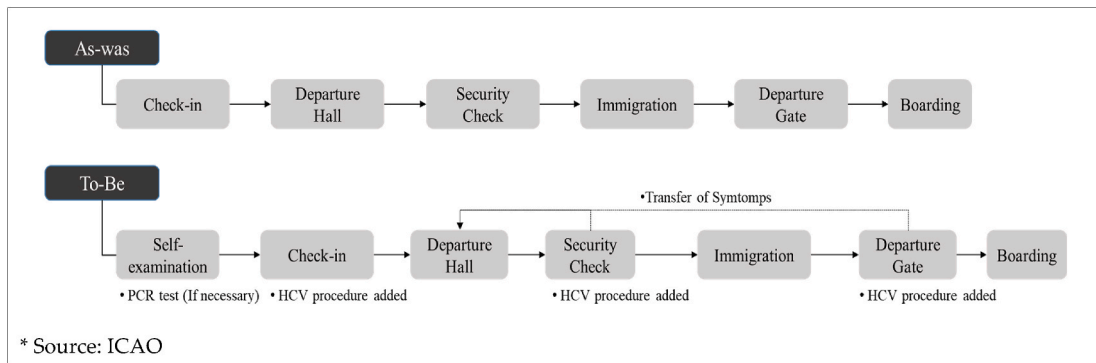 As-was
Check-in
Departure
Hall
Security
Check
Immigration
Departure
Gate
Boarding
To-Be
•Transfer of Symtomps
Self-
examination
Check-in
Departure
Hall
Security
Check
Immigration
Departure
Gate
Boarding
• PCR test (If necessary)
• HCV procedure added
• HCV procedure added
• HCV procedure added
* Source: ICAO